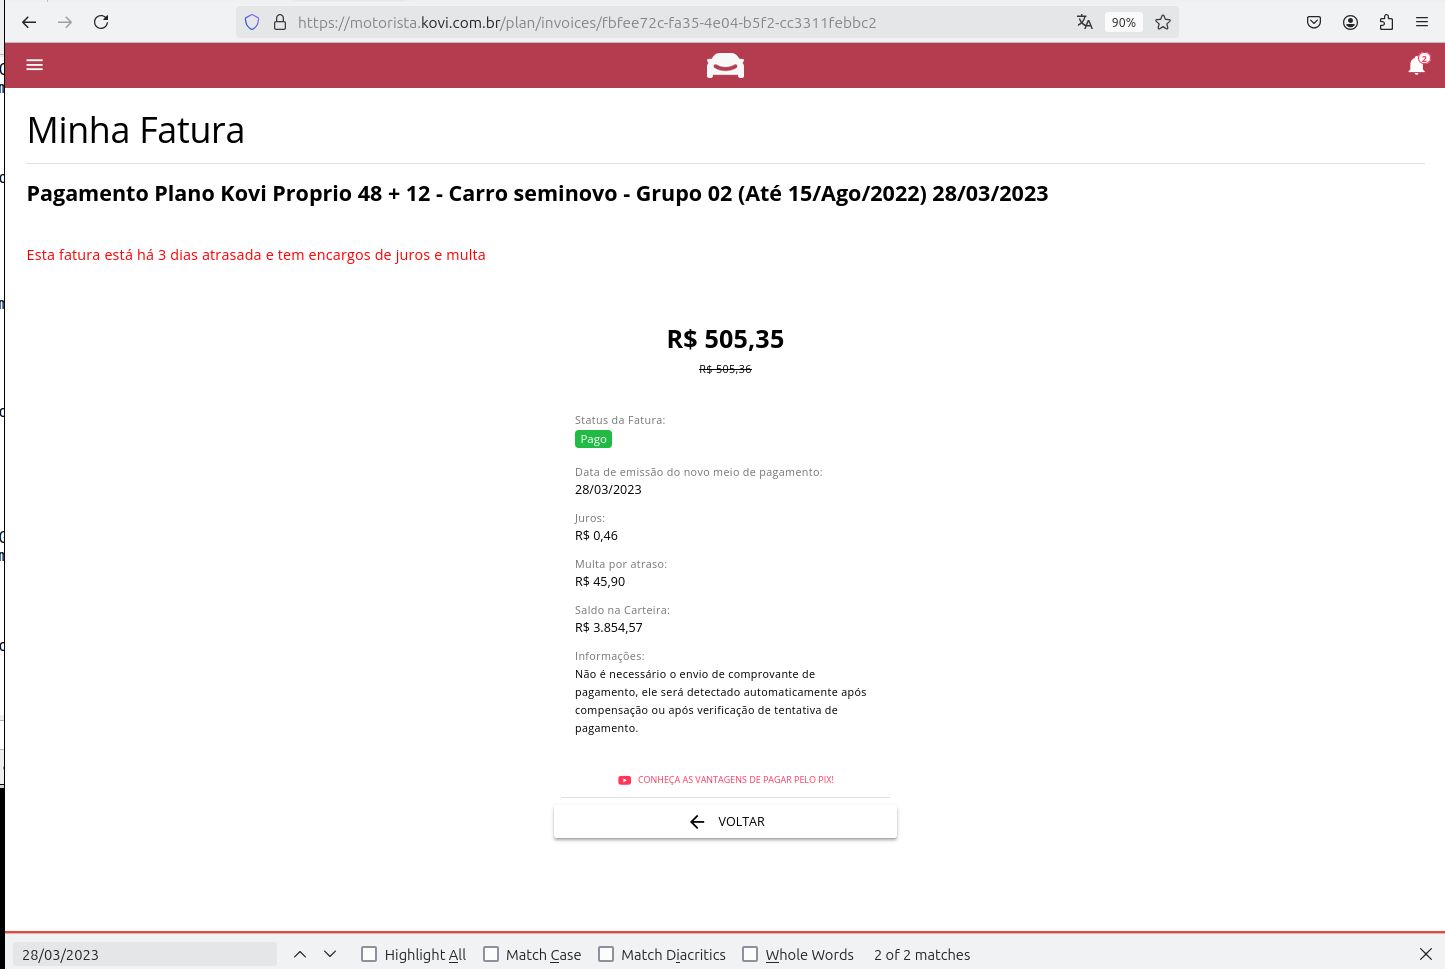 https://motorista.kovi.com.br/plan/invoices/fbfee72c-fa35-4e04-b5f2-cc3311febbc2
90%
2
Minha Fatura
Pagamento Plano Kovi Proprio 48 + 12 - Carro seminovo - Grupo 02 (Até 15/Ago/2022) 28/03/2023
Esta fatura está há 3 dias atrasada e tem encargos de juros e multa
R$ 505,35
R$ 505,36
Status da Fatura:
Pago
Data de emissão do novo meio de pagamento:
28/03/2023
Juros:
R$ 0,46
Multa por atraso:
R$ 45,90
Saldo na Carteira:
R$ 3.854,57
Informações:
Não é necessário o envio de comprovante de
pagamento, ele será detectado automaticamente após
compensação ou após verificação de tentativa de
pagamento.
CONHEÇA AS VANTAGENS DE PAGAR PELO PIX!
VOLTAR
28/03/2023
Highlight All
Match Case
Match Diacritics
Whole Words
2 of 2 matches